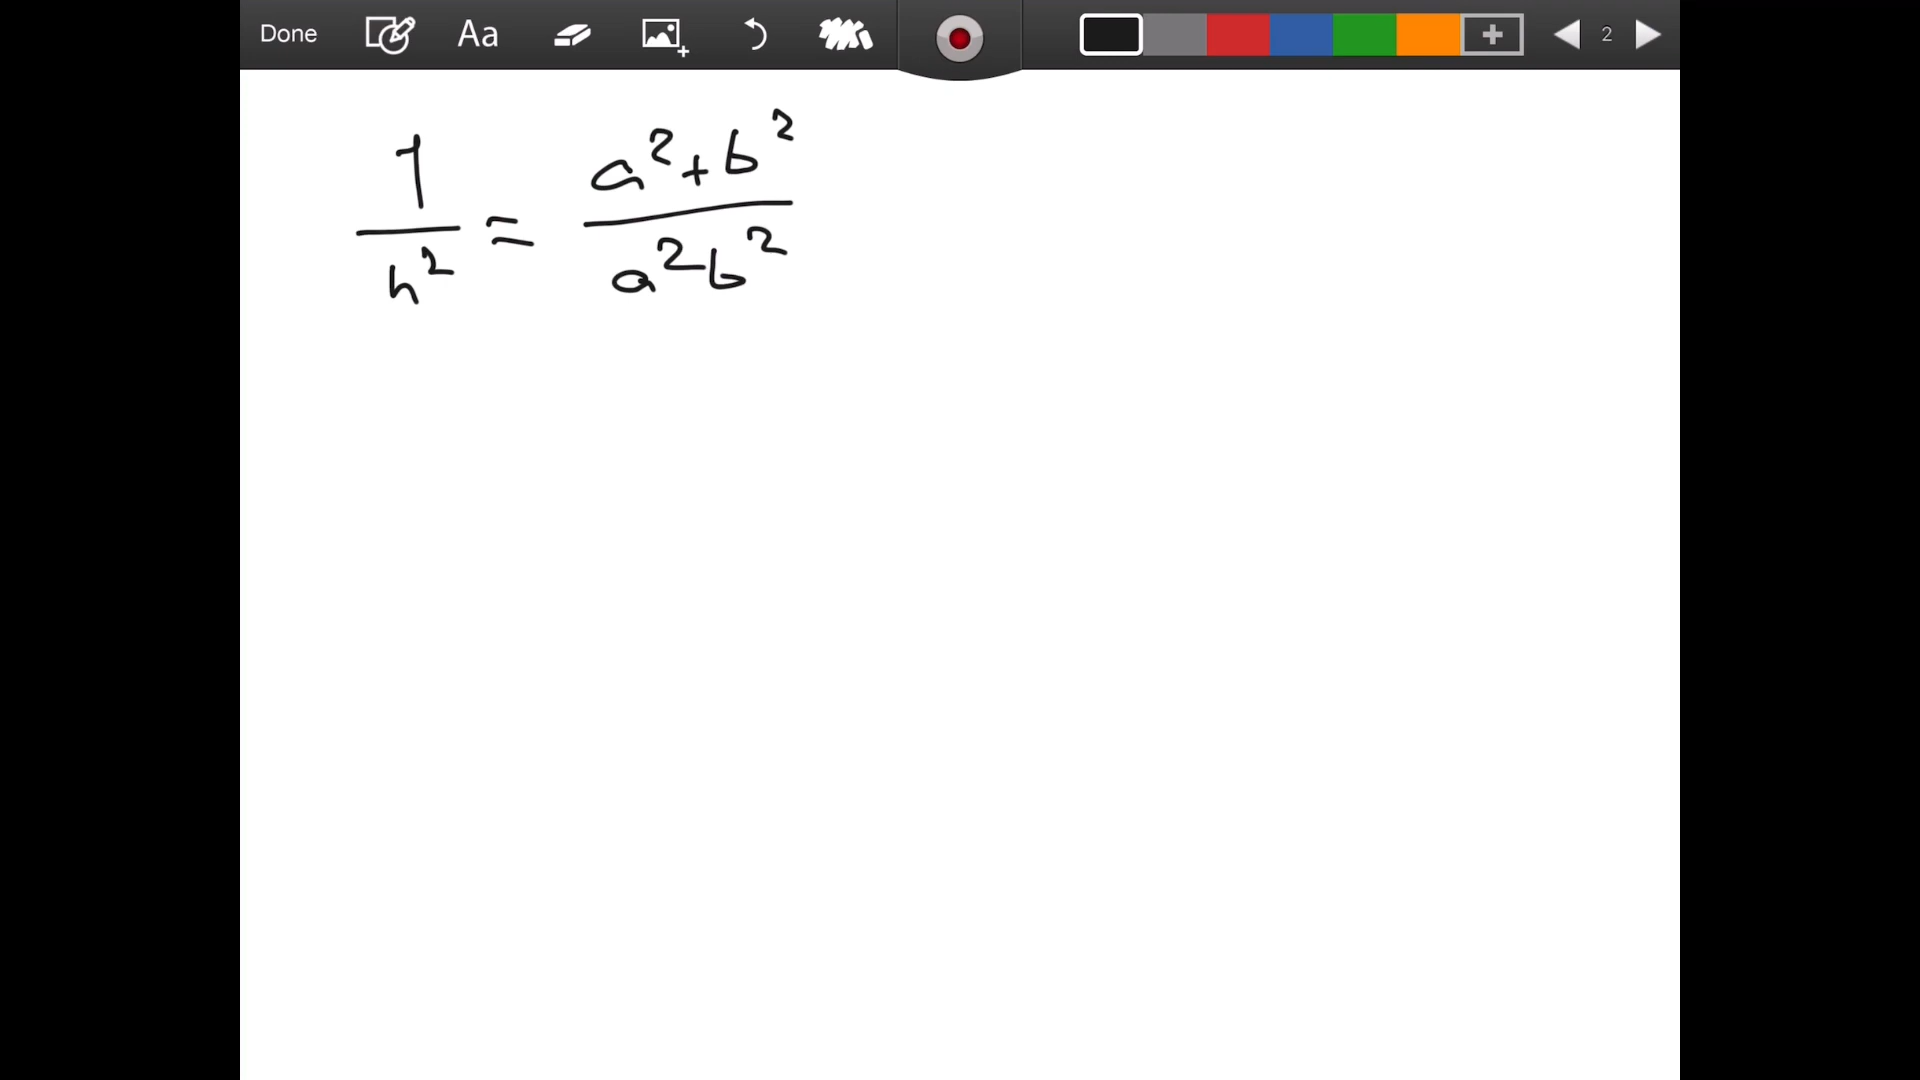 Done Aa 2
1/h² = (a²+b²)/(a²b²)